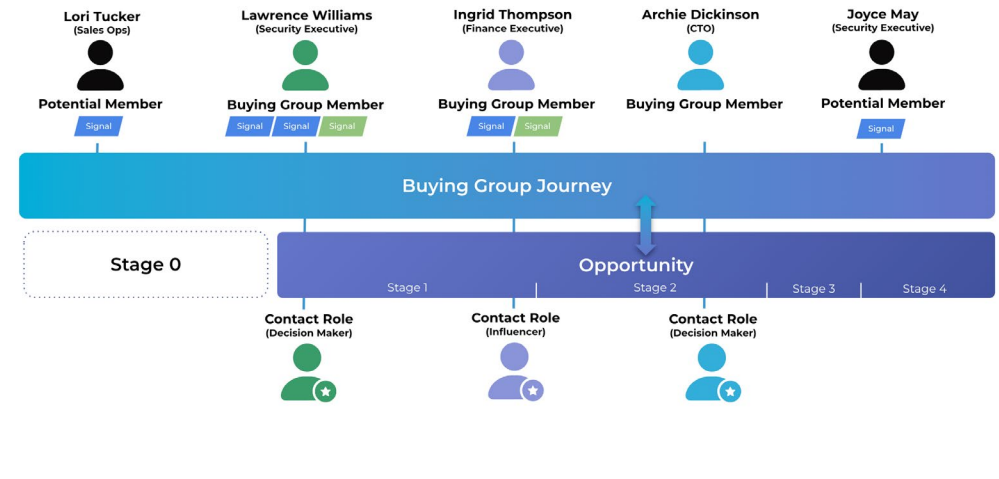 Lori Tucker
(Sales Ops)
Potential Member
Signal
Lawrence Williams
(Security Executive)
Buying Group Member
Signal Signal Signal
Ingrid Thompson
(Finance Executive)
Buying Group Member
Signal Signal
Archie Dickinson
(CTO)
Buying Group Member
Joyce May
(Security Executive)
Potential Member
Signal
Buying Group Journey
Stage 0
Opportunity
Stage 1 Stage 2 Stage 3 Stage 4
Contact Role
(Decision Maker)
Contact Role
(Influencer)
Contact Role
(Decision Maker)